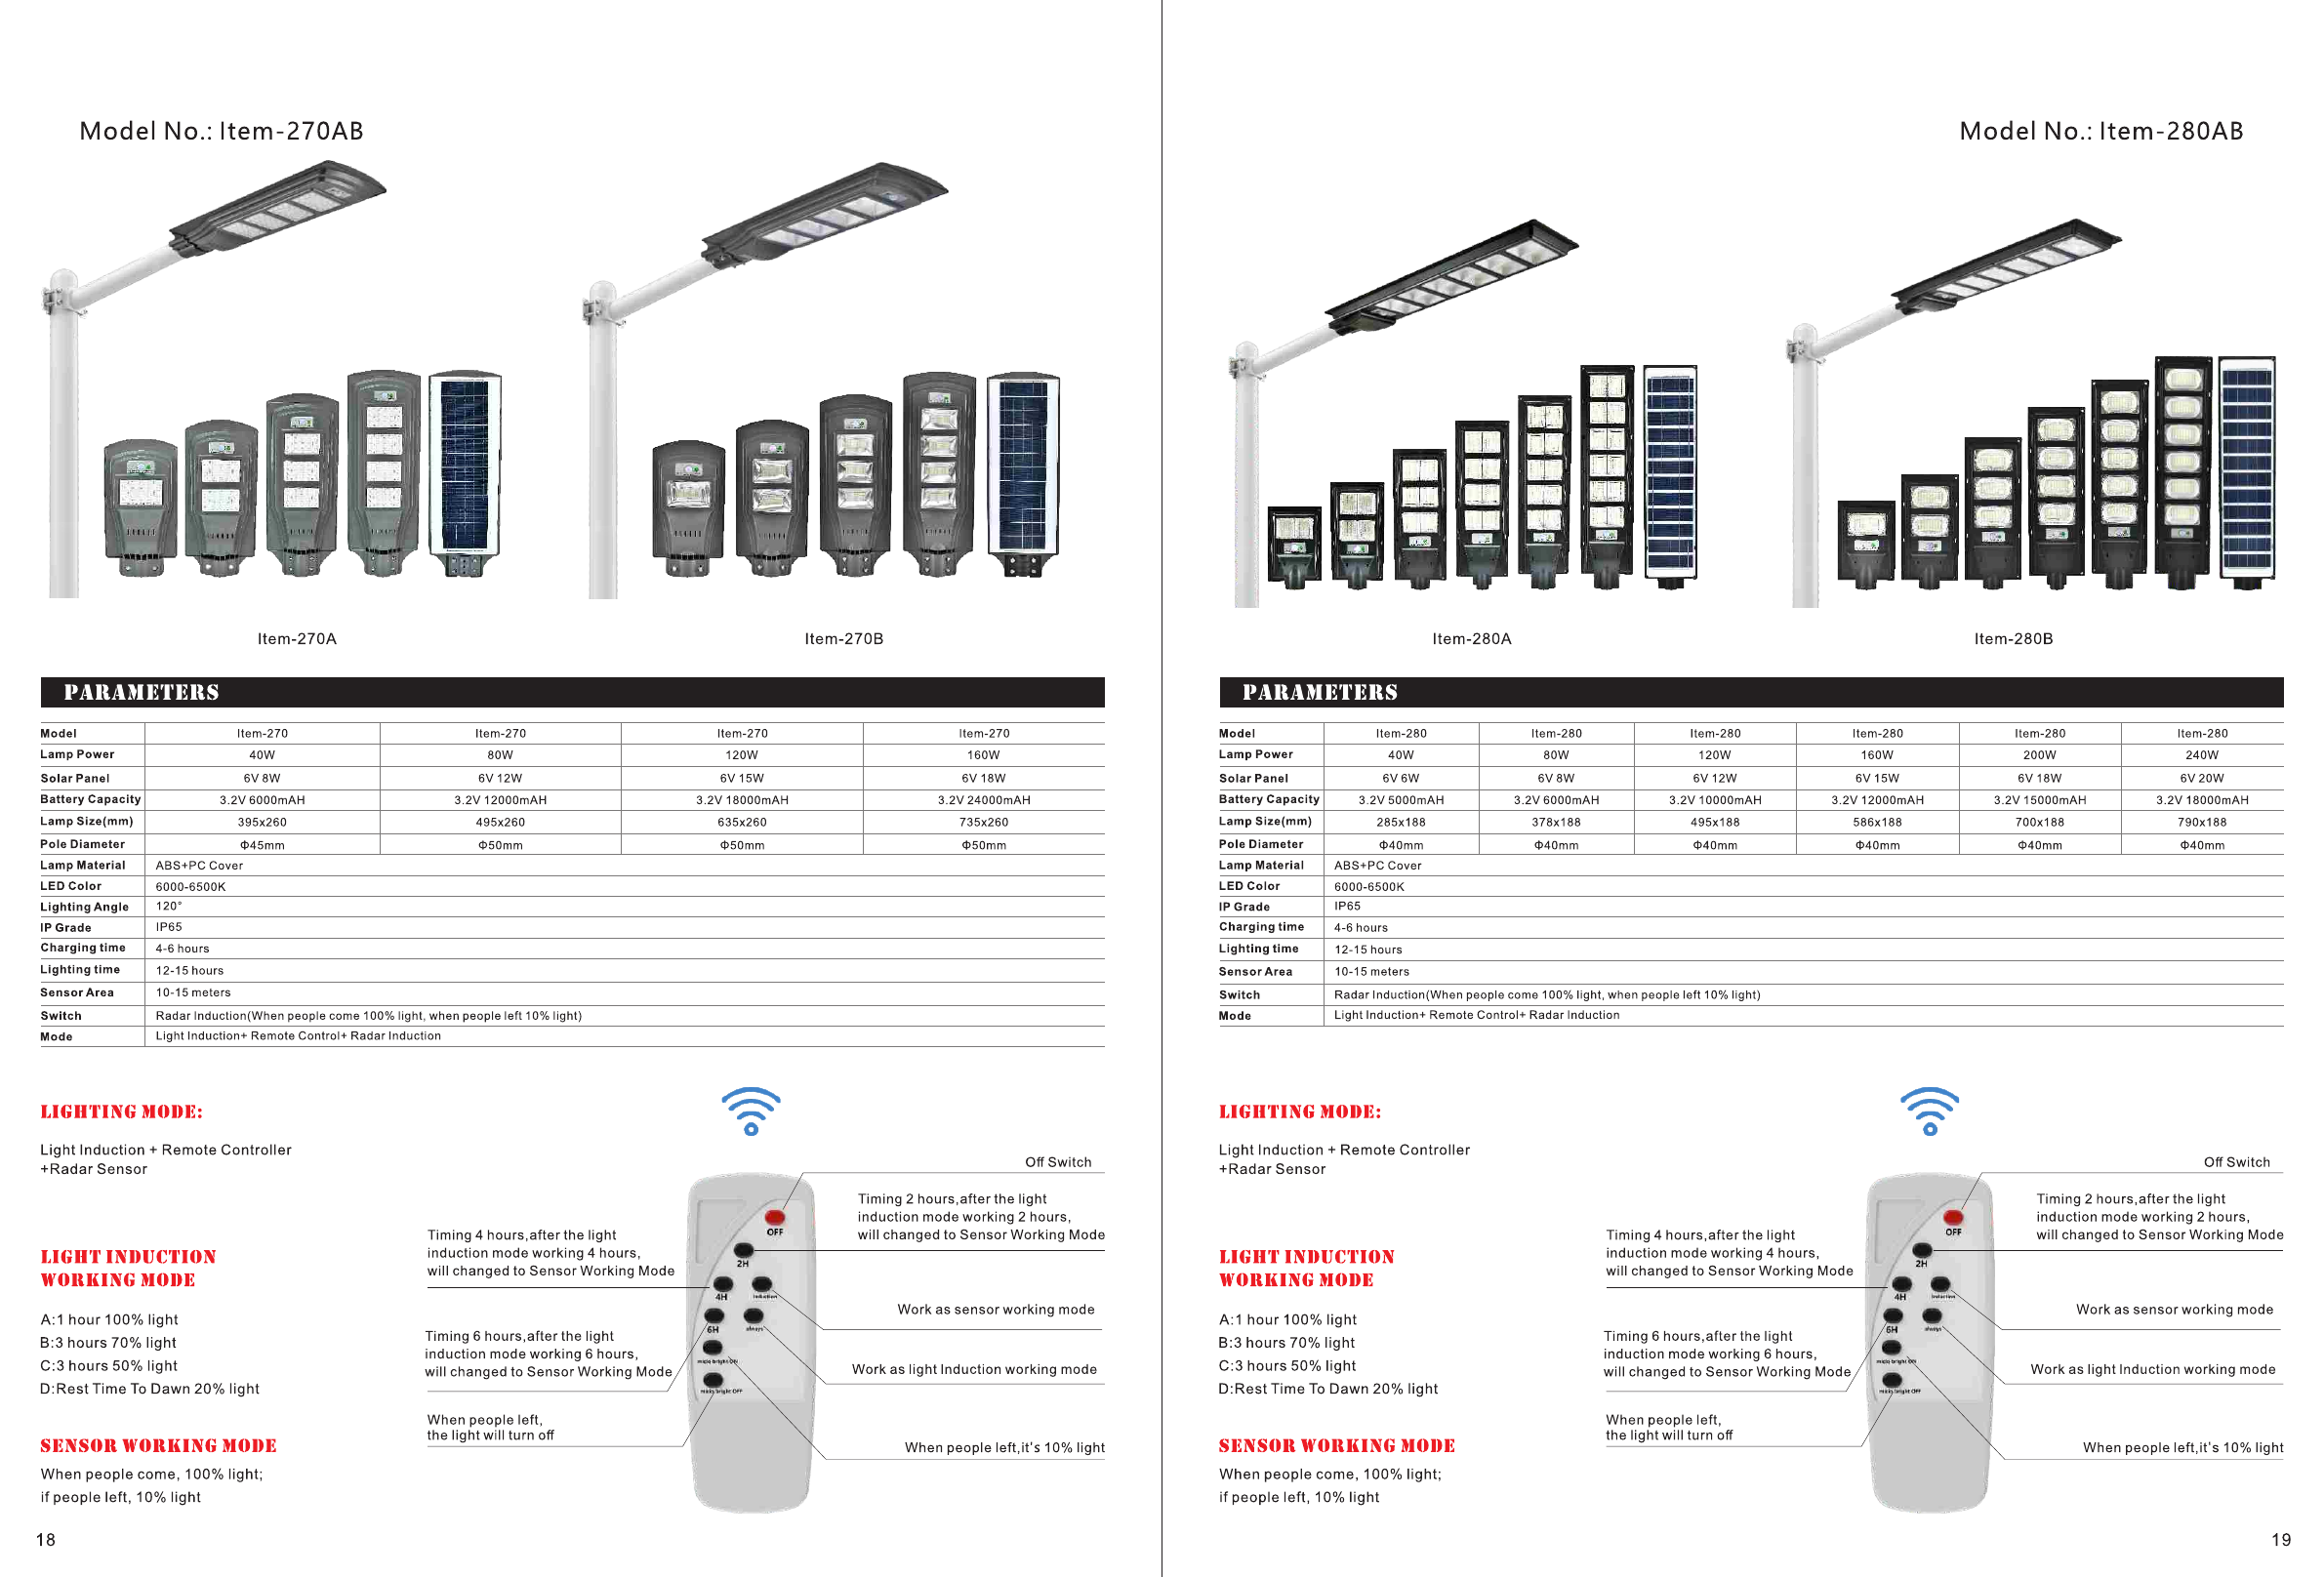 Model No.: Item-270AB
Item-270A
Item-270B
PARAMETERS
Model Item-270 Item-270 Item-270 Item-270
Lamp Power 40W 80W 120W 160W
Solar Panel 6V 8W 6V 12W 6V 15W 6V 18W
Battery Capacity 3.2V 6000mAH 3.2V 12000mAH 3.2V 18000mAH 3.2V 24000mAH
Lamp Size(mm) 395x260 495x260 635x260 735x260
Pole Diameter Φ45mm Φ50mm Φ50mm Φ50mm
Lamp Material ABS+PC Cover
LED Color 6000-6500K
Lighting Angle 120°
IP Grade IP65
Charging time 4-6 hours
Lighting time 12-15 hours
Sensor Area 10-15 meters
Switch Radar Induction(When people come 100% light, when people left 10% light)
Mode Light Induction+ Remote Control+ Radar Induction
LIGHTING MODE:
Light Induction + Remote Controller
+Radar Sensor
LIGHT INDUCTION
WORKING MODE
A:1 hour 100% light
B:3 hours 70% light
C:3 hours 50% light
D:Rest Time To Dawn 20% light
SENSOR WORKING MODE
When people come, 100% light;
if people left, 10% light
Timing 4 hours,after the light
induction mode working 4 hours,
will changed to Sensor Working Mode
Timing 6 hours,after the light
induction mode working 6 hours,
will changed to Sensor Working Mode
When people left,
the light will turn off
OFF
2H
4H
induction
6H
always
micro bright ON
micro bright OFF
Off Switch
Timing 2 hours,after the light
induction mode working 2 hours,
will changed to Sensor Working Mode
Work as sensor working mode
Work as light Induction working mode
When people left,it's 10% light
18
Model No.: Item-280AB
Item-280A
Item-280B
PARAMETERS
Model Item-280 Item-280 Item-280 Item-280 Item-280 Item-280
Lamp Power 40W 80W 120W 160W 200W 240W
Solar Panel 6V 6W 6V 8W 6V 12W 6V 15W 6V 18W 6V 20W
Battery Capacity 3.2V 5000mAH 3.2V 6000mAH 3.2V 10000mAH 3.2V 12000mAH 3.2V 15000mAH 3.2V 18000mAH
Lamp Size(mm) 285x188 378x188 495x188 586x188 700x188 790x188
Pole Diameter Φ40mm Φ40mm Φ40mm Φ40mm Φ40mm Φ40mm
Lamp Material ABS+PC Cover
LED Color 6000-6500K
IP Grade IP65
Charging time 4-6 hours
Lighting time 12-15 hours
Sensor Area 10-15 meters
Switch Radar Induction(When people come 100% light, when people left 10% light)
Mode Light Induction+ Remote Control+ Radar Induction
LIGHTING MODE:
Light Induction + Remote Controller
+Radar Sensor
LIGHT INDUCTION
WORKING MODE
A:1 hour 100% light
B:3 hours 70% light
C:3 hours 50% light
D:Rest Time To Dawn 20% light
SENSOR WORKING MODE
When people come, 100% light;
if people left, 10% light
Timing 4 hours,after the light
induction mode working 4 hours,
will changed to Sensor Working Mode
Timing 6 hours,after the light
induction mode working 6 hours,
will changed to Sensor Working Mode
When people left,
the light will turn off
OFF
2H
4H
induction
6H
always
micro bright ON
micro bright OFF
Off Switch
Timing 2 hours,after the light
induction mode working 2 hours,
will changed to Sensor Working Mode
Work as sensor working mode
Work as light Induction working mode
When people left,it's 10% light
19